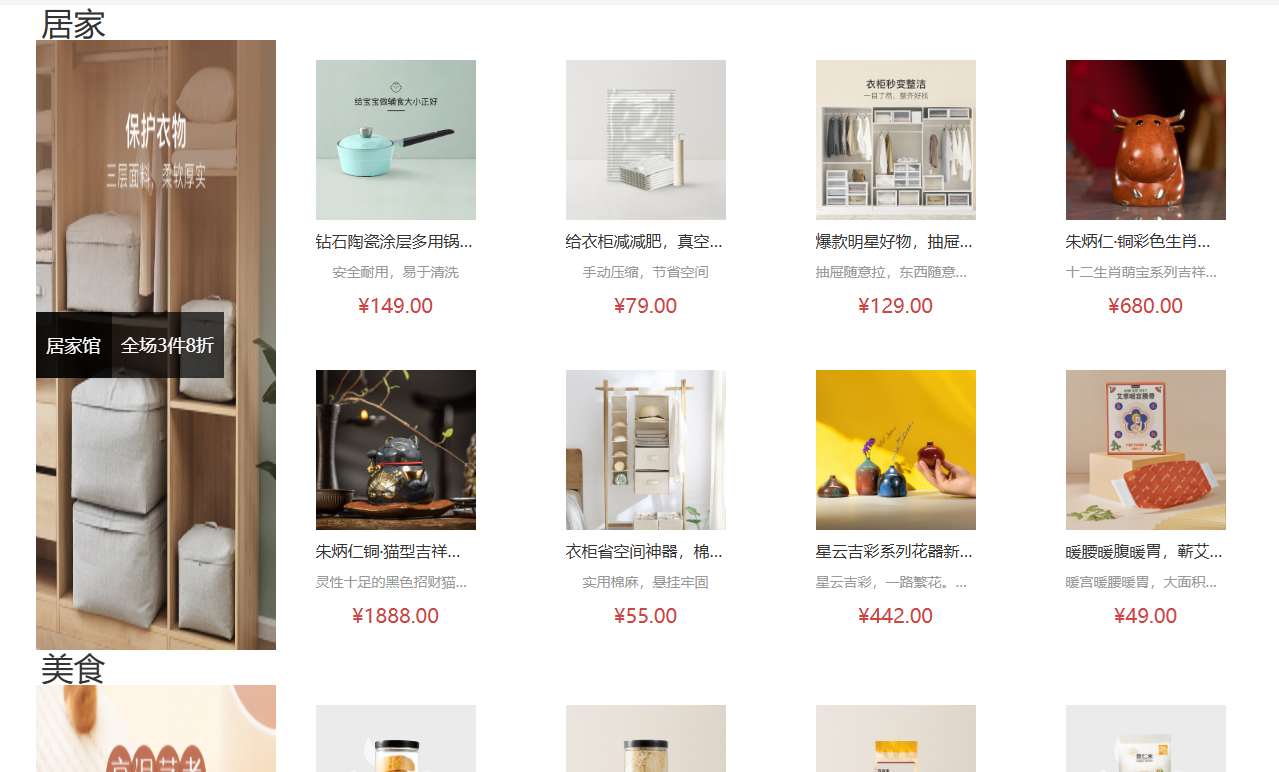 居家
保护衣物
三层面料，柔软厚实
居家馆 全场3件8折
给宝宝做辅食大小正好
钻石陶瓷涂层多用锅...
安全耐用，易于清洗
¥149.00
给衣柜减减肥，真空...
手动压缩，节省空间
¥79.00
衣柜秒变整洁
一目了然，整齐好找
爆款明星好物，抽屉...
抽屉随意拉，东西随意...
¥129.00
朱炳仁·铜彩色生肖...
十二生肖萌宝系列吉祥...
¥680.00
朱炳仁铜·猫型吉祥...
灵性十足的黑色招财猫...
¥1888.00
衣柜省空间神器，棉...
实用棉麻，悬挂牢固
¥55.00
星云吉彩系列花器新...
星云吉彩，一路繁花。...
¥442.00
艾草暖宫腰带
暖腰暖腹暖胃，蕲艾...
暖宫暖腰暖胃，大面积...
¥49.00
美食
薏仁米